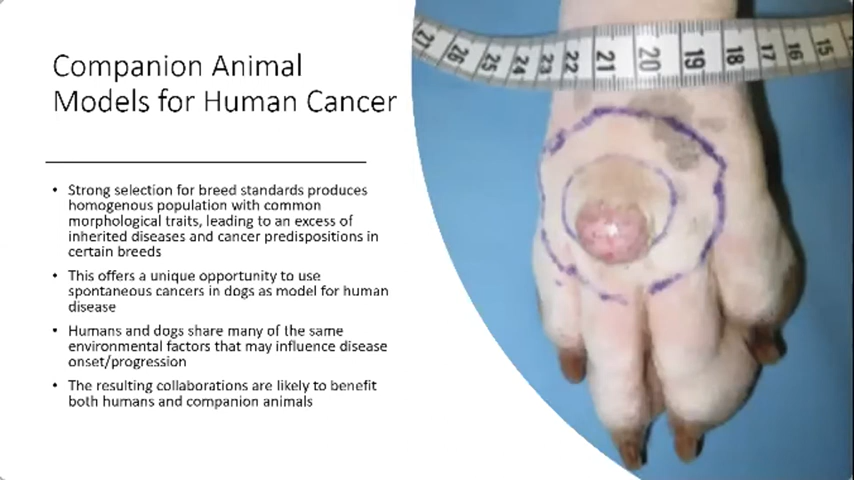 Companion Animal
Models for Human Cancer
• Strong selection for breed standards produces
homogenous population with common
morphological traits, leading to an excess of
inherited diseases and cancer predispositions in
certain breeds
• This offers a unique opportunity to use
spontaneous cancers in dogs as model for human
disease
• Humans and dogs share many of the same
environmental factors that may influence disease
onset/progression
• The resulting collaborations are likely to benefit
both humans and companion animals
27 26 25 24 23 22 21 20 19 18 17 16 15